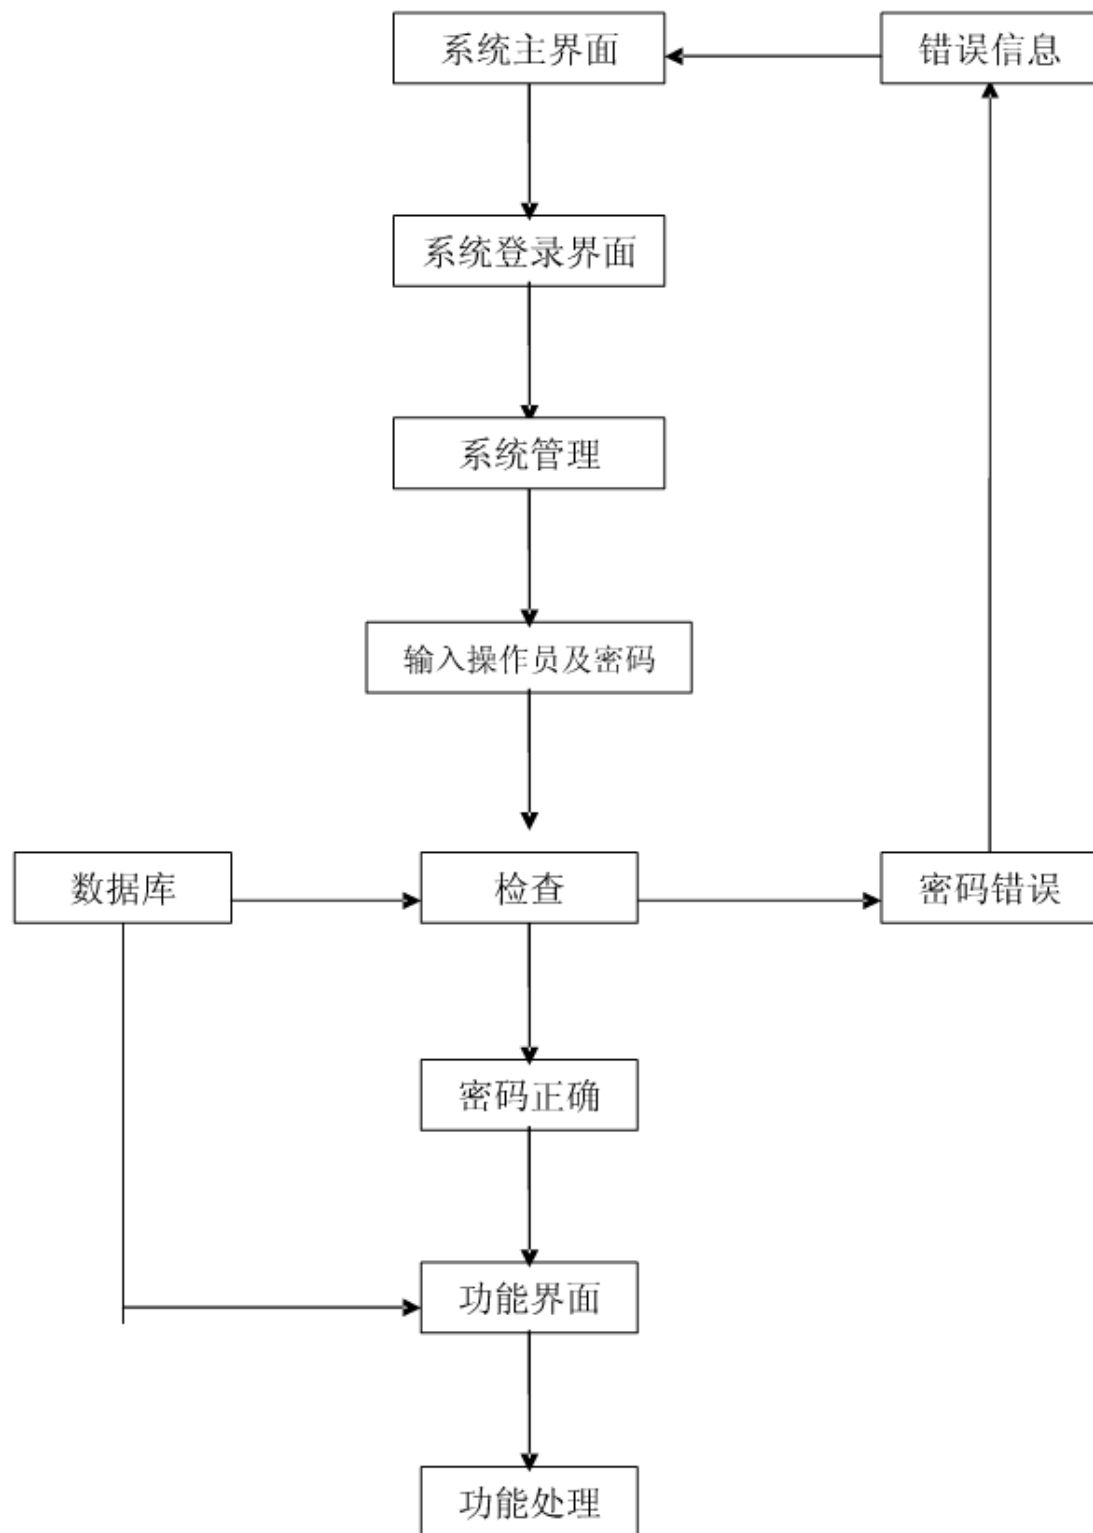 系统主界面
错误信息
系统登录界面
系统管理
输入操作员及密码
数据库
检查
密码错误
密码正确
功能界面
功能处理